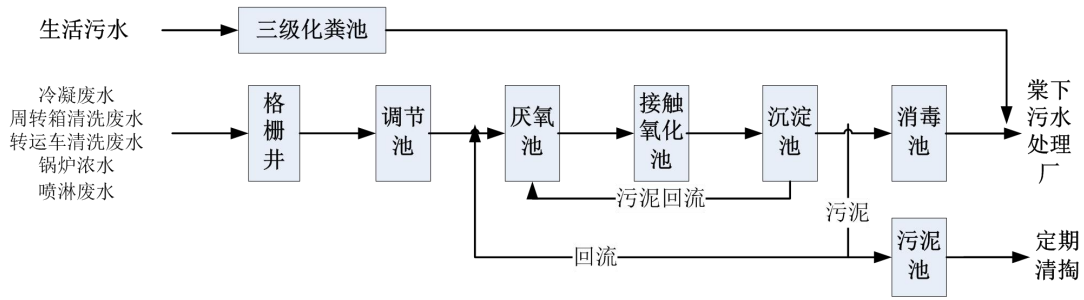 生活污水
三级化粪池
冷凝废水
周转箱清洗废水
转运车清洗废水
锅炉浓水
喷淋废水
格
栅
井
调节
池
厌氧
池
接触
氧化
池
沉淀
池
消毒
池
棠下
污水
处理
厂
污泥回流
污泥
回流
污泥
池
定期
清掏